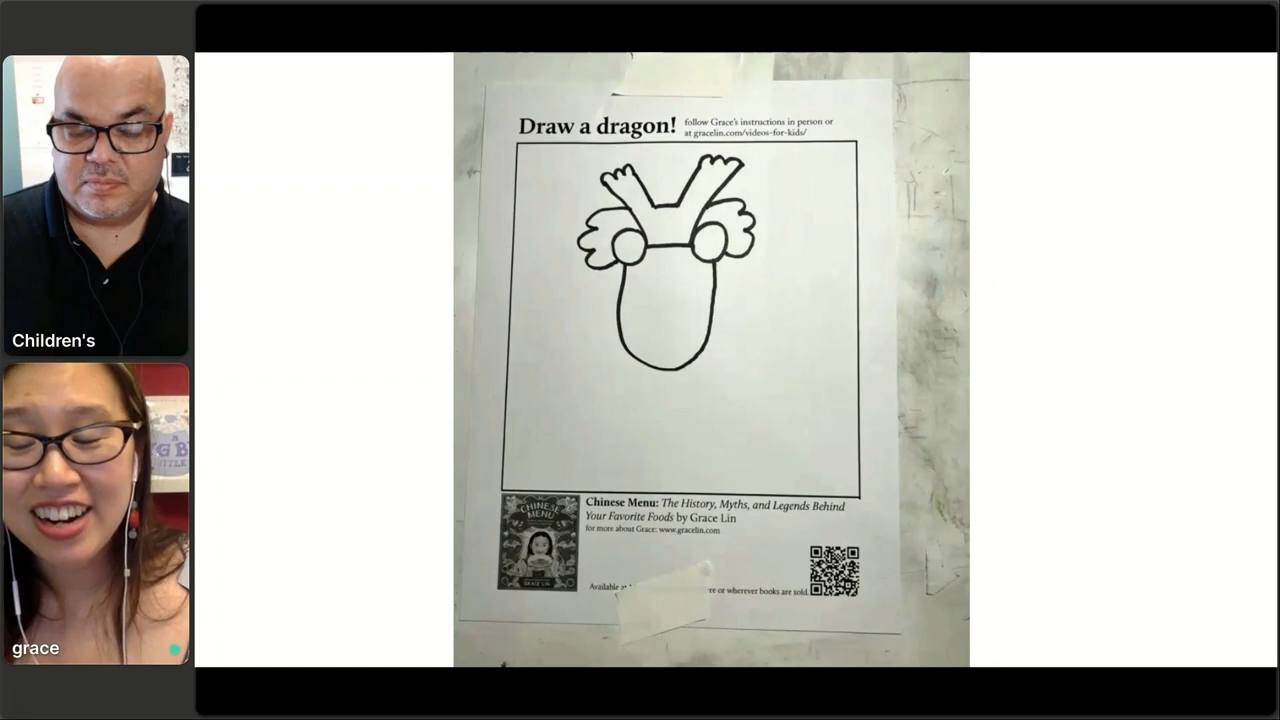 Children's
grace
Draw a dragon!
follow Grace's instructions in person or
at gracelin.com/videos-for-kids/
CHINESE
MENU
GRACE LIN
Chinese Menu: The History, Myths, and Legends Behind
Your Favorite Foods by Grace Lin
for more about Grace: www.gracelin.com
Available at
or wherever books are sold.